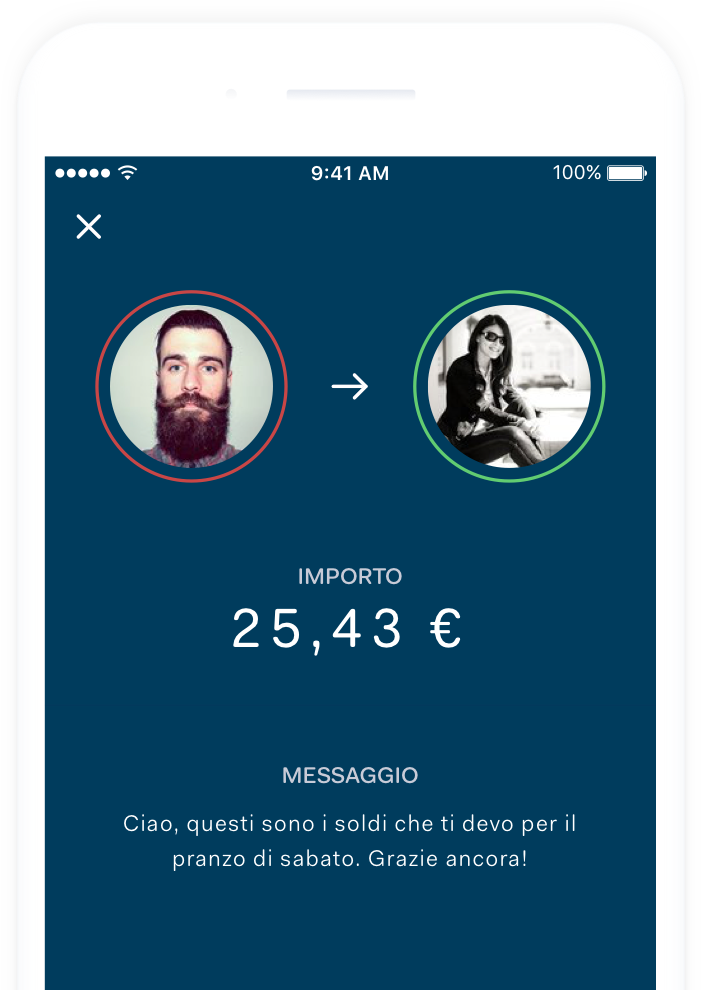 9:41 AM 100%
IMPORTO
25,43 €
MESSAGGIO
Ciao, questi sono i soldi che ti devo per il
pranzo di sabato. Grazie ancora!